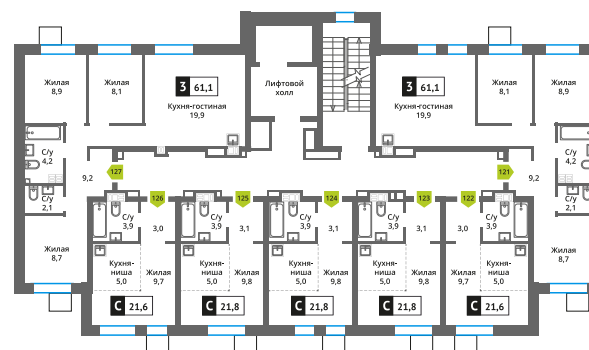 Жилая
8,9
Жилая
8,1
3 61,1
Кухня-гостиная
19,9
Лифтовой
холл
3 61,1
Кухня-гостиная
19,9
Жилая
8,1
Жилая
8,9
С/у
4,2
9,2
127
126
125
124
123
122
121
9,2
С/у
4,2
С/у
2,1
С/у
3,9
3,0
С/у
3,9
3,1
С/у
3,9
3,1
С/у
3,9
3,1
3,0
С/у
3,9
С/у
2,1
Жилая
8,7
Кухня-
ниша
5,0
Жилая
9,7
Кухня-
ниша
5,0
Жилая
9,8
Кухня-
ниша
5,0
Жилая
9,8
Кухня-
ниша
5,0
Жилая
9,8
Жилая
9,7
Кухня-
ниша
5,0
Жилая
8,7
С 21,6
С 21,8
С 21,8
С 21,8
С 21,6